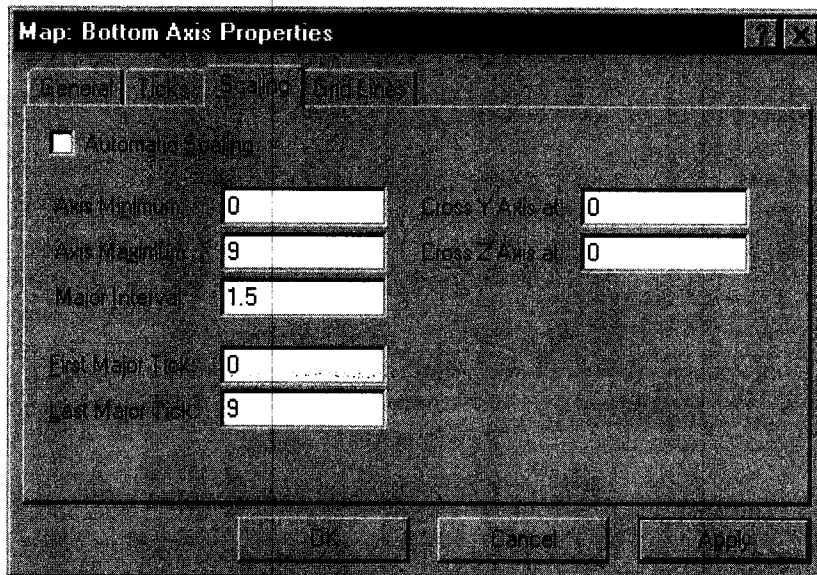 Map: Bottom Axis Properties
General Ticks Scaling Grid Lines
Automatic Scaling
Axis Minimum: 0 Cross Y Axis at: 0
Axis Maximum: 9 Cross Z Axis at: 0
Major Interval: 1.5
First Major Tick: 0
Last Major Tick: 9
OK Cancel Apply